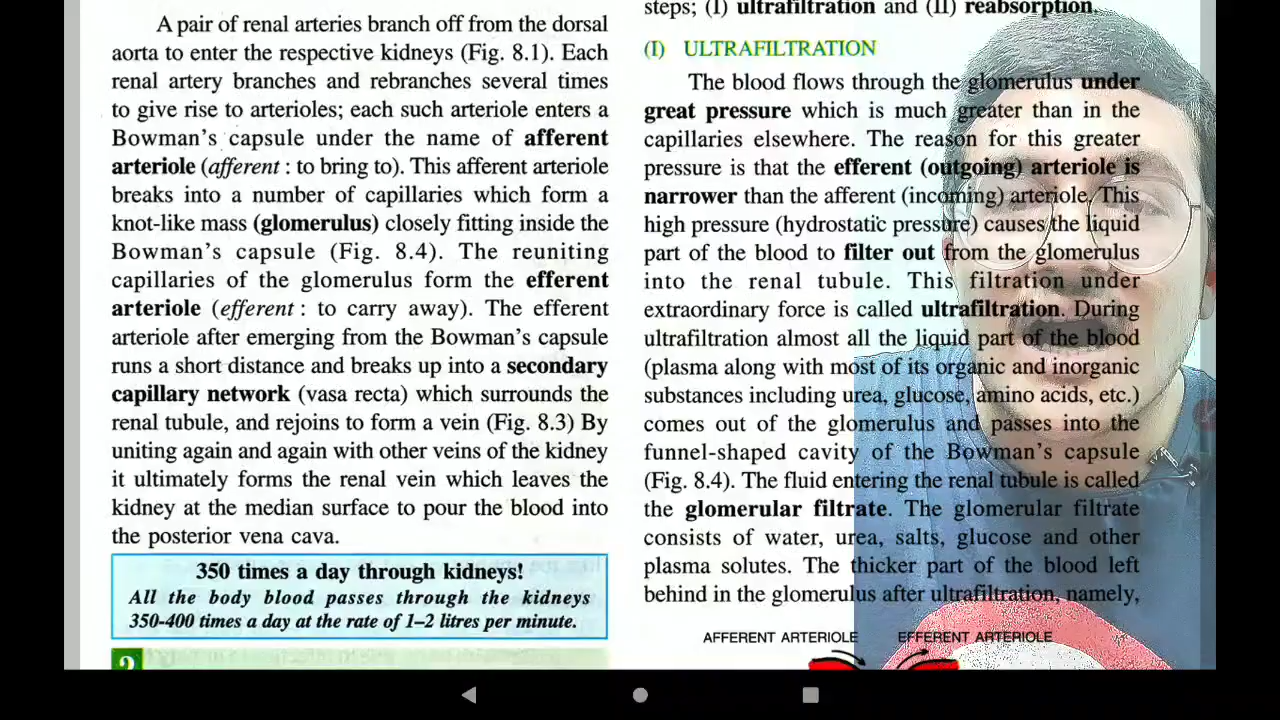 A pair of renal arteries branch off from the dorsal
aorta to enter the respective kidneys (Fig. 8.1). Each
renal artery branches and rebranches several times
to give rise to arterioles; each such arteriole enters a
Bowman's capsule under the name of afferent
arteriole (afferent : to bring to). This afferent arteriole
breaks into a number of capillaries which form a
knot-like mass (glomerulus) closely fitting inside the
Bowman's capsule (Fig. 8.4). The reuniting
capillaries of the glomerulus form the efferent
arteriole (efferent : to carry away). The efferent
arteriole after emerging from the Bowman's capsule
runs a short distance and breaks up into a secondary
capillary network (vasa recta) which surrounds the
renal tubule, and rejoins to form a vein (Fig. 8.3) By
uniting again and again with other veins of the kidney
it ultimately forms the renal vein which leaves the
kidney at the median surface to pour the blood into
the posterior vena cava.
350 times a day through kidneys!
All the body blood passes through the kidneys
350-400 times a day at the rate of 1–2 litres per minute.
steps; (I) ultrafiltration and (II) reabsorption.
(I) ULTRAFILTRATION
The blood flows through the glomerulus under
great pressure which is much greater than in the
capillaries elsewhere. The reason for this greater
pressure is that the efferent (outgoing) arteriole is
narrower than the afferent (incoming) arteriole. This
high pressure (hydrostatic pressure) causes the liquid
part of the blood to filter out from the glomerulus
into the renal tubule. This filtration under
extraordinary force is called ultrafiltration. During
ultrafiltration almost all the liquid part of the blood
(plasma along with most of its organic and inorganic
substances including urea, glucose, amino acids, etc.)
comes out of the glomerulus and passes into the
funnel-shaped cavity of the Bowman's capsule
(Fig. 8.4). The fluid entering the renal tubule is called
the glomerular filtrate. The glomerular filtrate
consists of water, urea, salts, glucose and other
plasma solutes. The thicker part of the blood left
behind in the glomerulus after ultrafiltration, namely,
AFFERENT ARTERIOLE EFFERENT ARTERIOLE